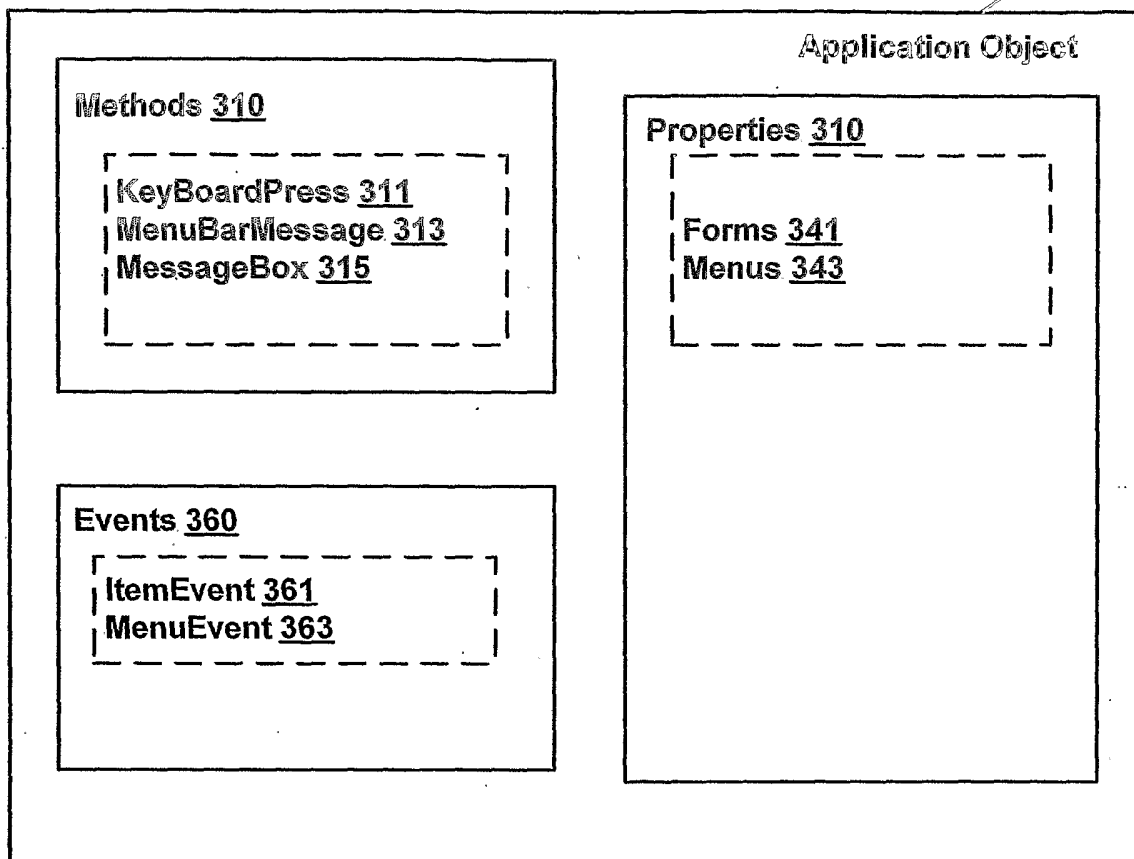 Application Object
Methods 310
KeyBoardPress 311
MenuBarMessage 313
MessageBox 315
Properties 310
Forms 341
Menus 343
Events 360
ItemEvent 361
MenuEvent 363